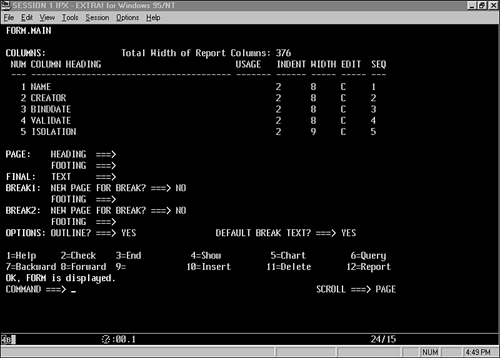 SESSION 1 IPX - EXTRA! for Windows 95/NT
File Edit View Tools Session Options Help
FORM.MAIN
COLUMNS: Total Width of Report Columns: 376
NUM COLUMN HEADING USAGE INDENT WIDTH EDIT SEQ
--- ---------------------------------------- ------- ------ ----- ----- ---
1 NAME 2 8 C 1
2 CREATOR 2 8 C 2
3 BINDDATE 2 8 C 3
4 VALIDATE 2 8 C 4
5 ISOLATION 2 9 C 5
PAGE: HEADING ===>
FOOTING ===>
FINAL: TEXT ===>
BREAK1: NEW PAGE FOR BREAK? ===> NO
FOOTING ===>
BREAK2: NEW PAGE FOR BREAK? ===> NO
FOOTING ===>
OPTIONS: OUTLINE? ===> YES DEFAULT BREAK TEXT? ===> YES
1=Help 2=Check 3=End 4=Show 5=Chart 6=Query
7=Backward 8=Forward 9= 10=Insert 11=Delete 12=Report
OK, FORM is displayed.
COMMAND ===> _ SCROLL ===> PAGE
:00.1 24/15
NUM 4:49 PM